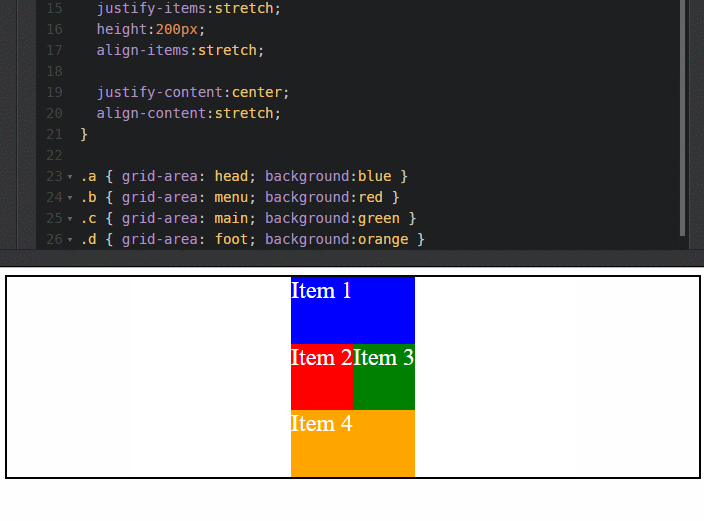 15 justify-items:stretch;
16 height:200px;
17 align-items:stretch;
18
19 justify-content:center;
20 align-content:stretch;
21 }
22
23 .a { grid-area: head; background:blue }
24 .b { grid-area: menu; background:red }
25 .c { grid-area: main; background:green }
26 .d { grid-area: foot; background:orange }
Item 1
Item 2 Item 3
Item 4